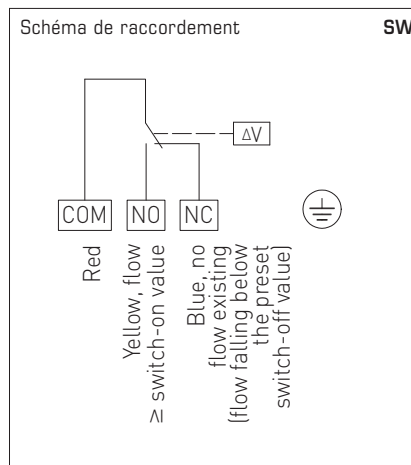 Schéma de raccordement
SW
ΔV
COM
NO
NC
Red
Yellow, flow
≥ switch-on value
Blue, no
flow existing
(flow falling below
the preset
switch-off value)